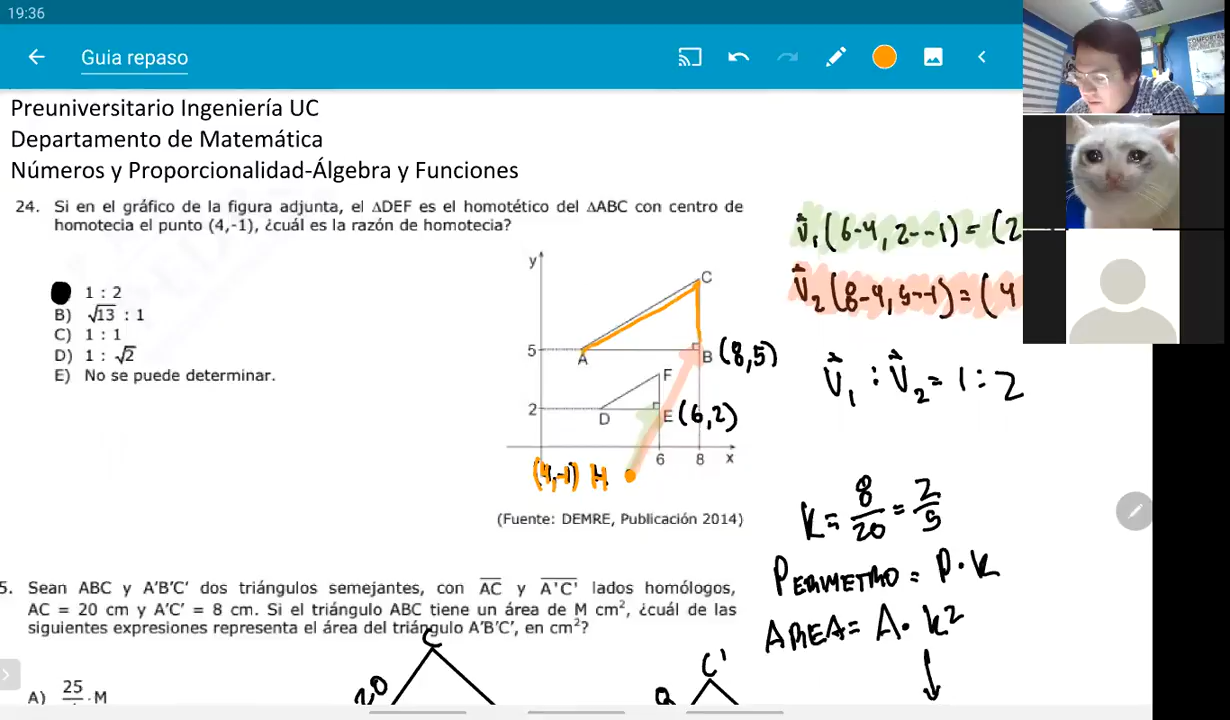 19:36
Guia repaso
Preuniversitario Ingeniería UC
Departamento de Matemática
Números y Proporcionalidad-Álgebra y Funciones
24. Si en el gráfico de la figura adjunta, el ΔDEF es el homotético del ΔABC con centro de
homotecia el punto (4,-1), ¿cuál es la razón de homotecia?
1 : 2
B) √13 : 1
C) 1 : 1
D) 1 : √2
E) No se puede determinar.
y
C
5
A
B (8,5)
F
2
D
E (6,2)
6
8
x
(4,-1) H
(Fuente: DEMRE, Publicación 2014)
V₁(6-4, 2--1) = (2
V₂(8-4, 5--1) = (4
V₁ : V₂ = 1 : 2
K = 8/20 = 2/5
PERIMETRO = P · K
AREA = A · k²
5. Sean ABC y A'B'C' dos triángulos semejantes, con AC y A'C' lados homólogos,
AC = 20 cm y A'C' = 8 cm. Si el triángulo ABC tiene un área de M cm², ¿cuál de las
siguientes expresiones representa el área del triángulo A'B'C', en cm²?
C
C'
20
A) 25 · M